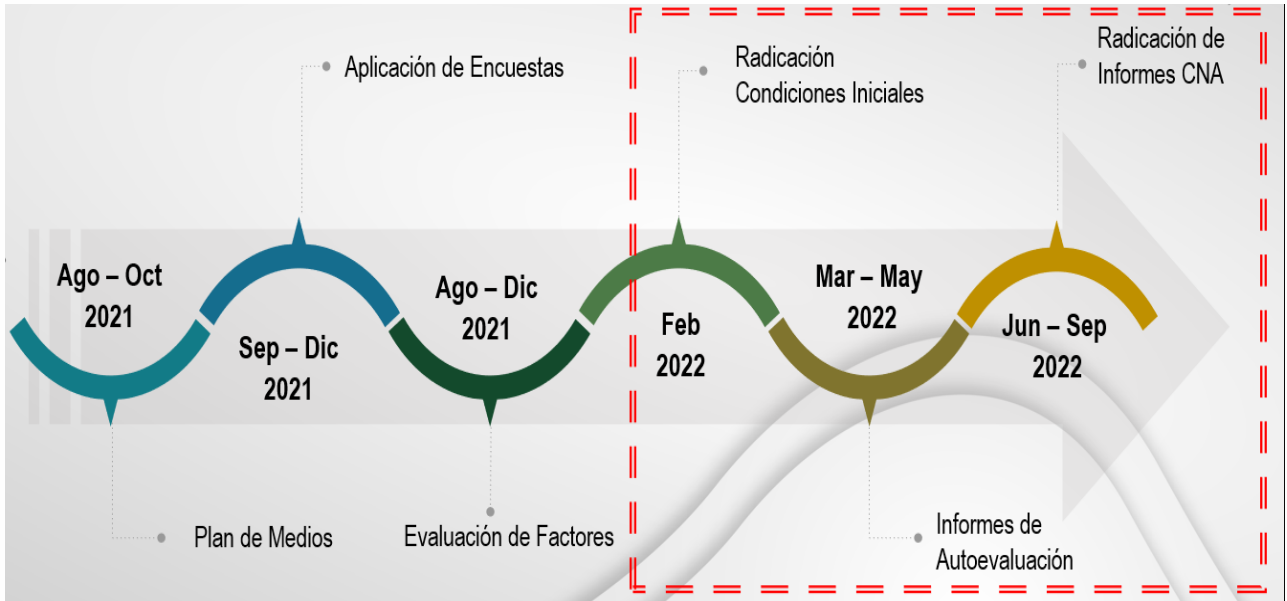 Aplicación de Encuestas
Radicación
Condiciones Iniciales
Radicación de
Informes CNA
Ago – Oct
2021
Sep – Dic
2021
Ago – Dic
2021
Feb
2022
Mar – May
2022
Jun – Sep
2022
Plan de Medios
Evaluación de Factores
Informes de
Autoevaluación